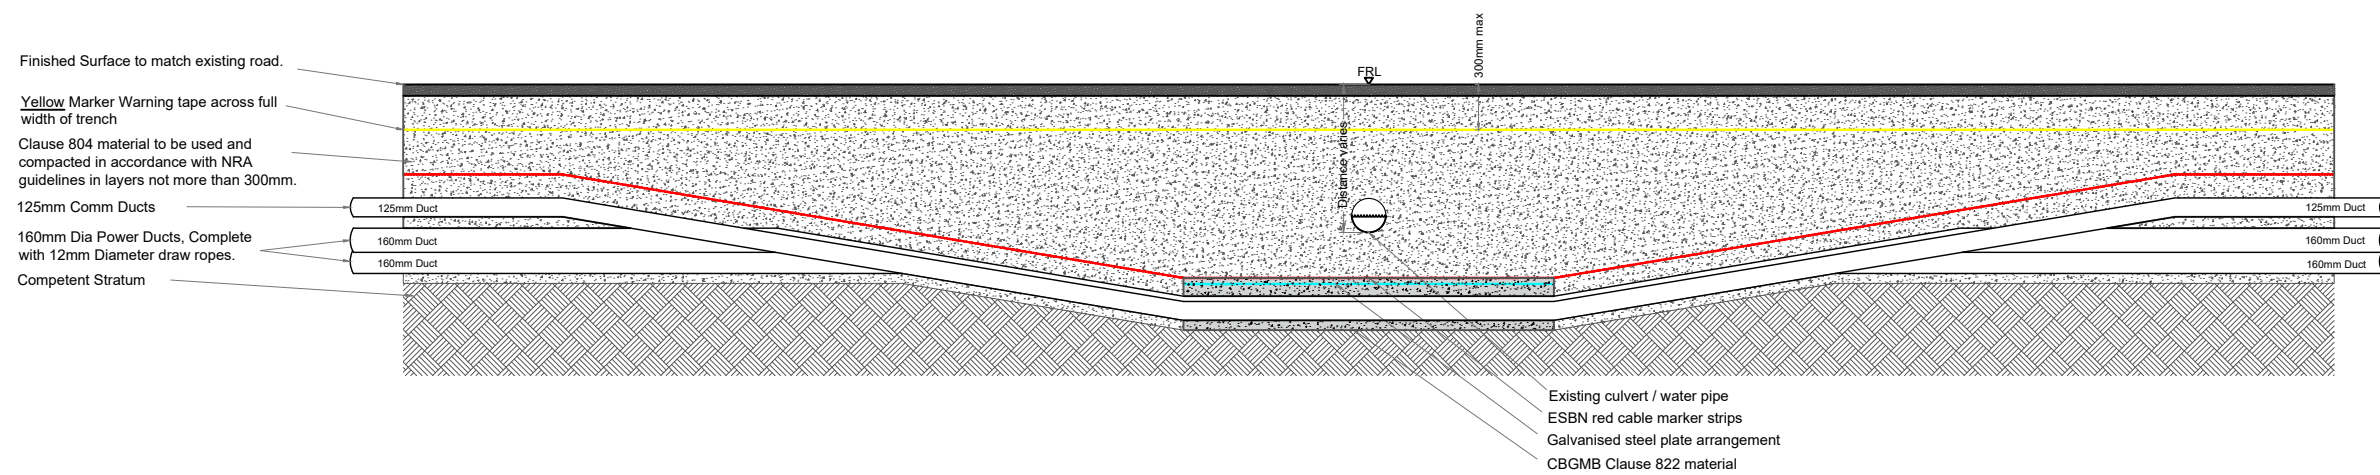 300mm max
FRL
Finished Surface to match existing road.
Yellow Marker Warning tape across full
width of trench
Clause 804 material to be used and
compacted in accordance with NRA
guidelines in layers not more than 300mm.
Distance varies
125mm Comm Ducts
125mm Duct
160mm Dia Power Ducts, Complete
with 12mm Diameter draw ropes.
160mm Duct
160mm Duct
Competent Stratum
125mm Duct
160mm Duct
160mm Duct
Existing culvert / water pipe
ESBN red cable marker strips
Galvanised steel plate arrangement
CBGMB Clause 822 material